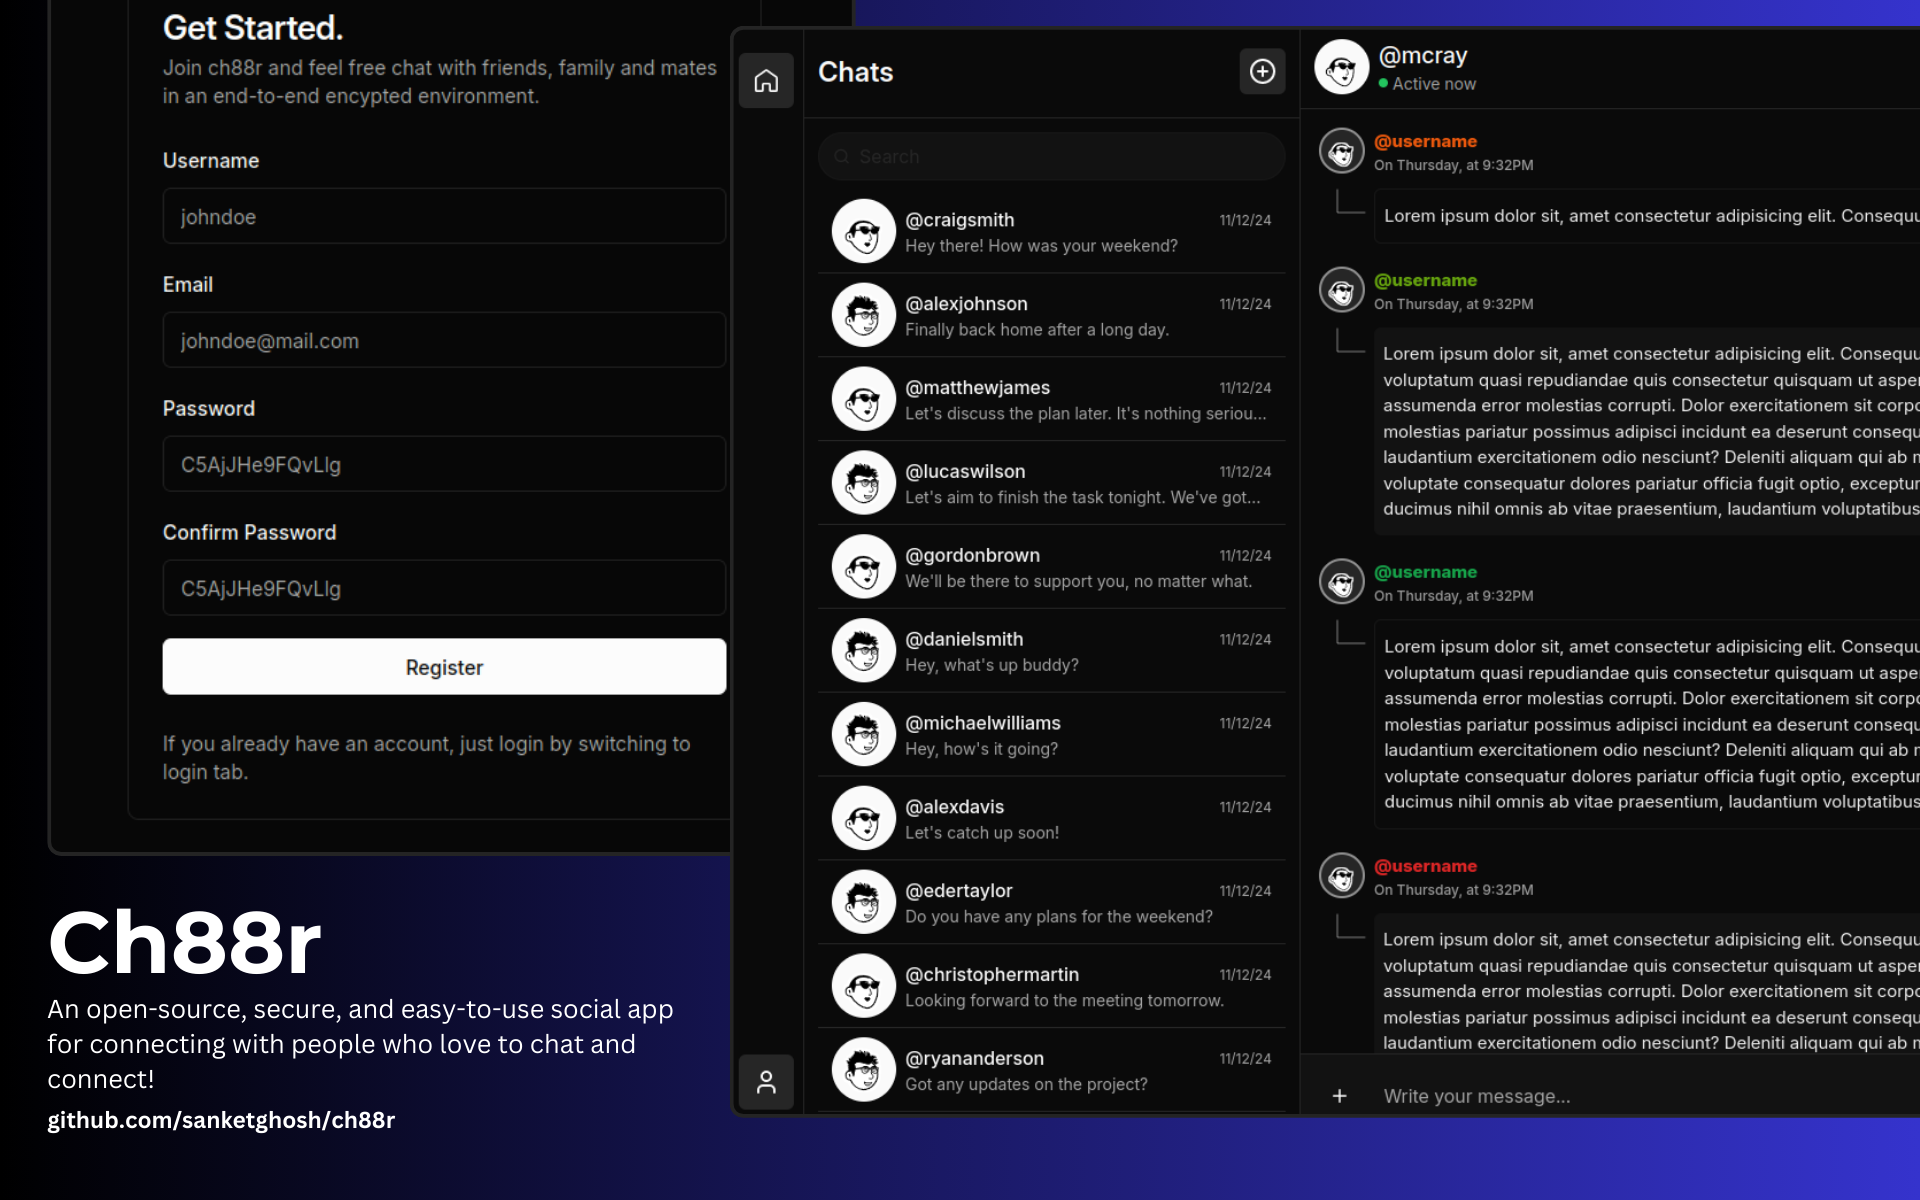 Get Started.
Join ch88r and feel free chat with friends, family and mates
in an end-to-end encypted environment.
Username
johndoe
Email
johndoe@mail.com
Password
C5AjJHe9FQvLlg
Confirm Password
C5AjJHe9FQvLlg
Register
If you already have an account, just login by switching to
login tab.
Ch88r
An open-source, secure, and easy-to-use social app
for connecting with people who love to chat and
connect!
github.com/sanketghosh/ch88r
Chats
Search
@craigsmith 11/12/24
Hey there! How was your weekend?
@alexjohnson 11/12/24
Finally back home after a long day.
@matthewjames 11/12/24
Let's discuss the plan later. It's nothing seriou...
@lucaswilson 11/12/24
Let's aim to finish the task tonight. We've got...
@gordonbrown 11/12/24
We'll be there to support you, no matter what.
@danielsmith 11/12/24
Hey, what's up buddy?
@michaelwilliams 11/12/24
Hey, how's it going?
@alexdavis 11/12/24
Let's catch up soon!
@edertaylor 11/12/24
Do you have any plans for the weekend?
@christophermartin 11/12/24
Looking forward to the meeting tomorrow.
@ryananderson 11/12/24
Got any updates on the project?
@mcray
Active now
@username
On Thursday, at 9:32PM
Lorem ipsum dolor sit, amet consectetur adipisicing elit. Consequu
@username
On Thursday, at 9:32PM
Lorem ipsum dolor sit, amet consectetur adipisicing elit. Consequu
voluptatum quasi repudiandae quis consectetur quisquam ut asper
assumenda error molestias corrupti. Dolor exercitationem sit corpo
molestias pariatur possimus adipisci incidunt ea deserunt consequ
laudantium exercitationem odio nesciunt? Deleniti aliquam qui ab n
voluptate consequatur dolores pariatur officia fugit optio, exceptur
ducimus nihil omnis ab vitae praesentium, laudantium voluptatibus
@username
On Thursday, at 9:32PM
Lorem ipsum dolor sit, amet consectetur adipisicing elit. Consequu
voluptatum quasi repudiandae quis consectetur quisquam ut asper
assumenda error molestias corrupti. Dolor exercitationem sit corpo
molestias pariatur possimus adipisci incidunt ea deserunt consequ
laudantium exercitationem odio nesciunt? Deleniti aliquam qui ab n
voluptate consequatur dolores pariatur officia fugit optio, exceptur
ducimus nihil omnis ab vitae praesentium, laudantium voluptatibus
@username
On Thursday, at 9:32PM
Lorem ipsum dolor sit, amet consectetur adipisicing elit. Consequu
voluptatum quasi repudiandae quis consectetur quisquam ut asper
assumenda error molestias corrupti. Dolor exercitationem sit corpo
molestias pariatur possimus adipisci incidunt ea deserunt consequ
laudantium exercitationem odio nesciunt? Deleniti aliquam qui ab n
Write your message...